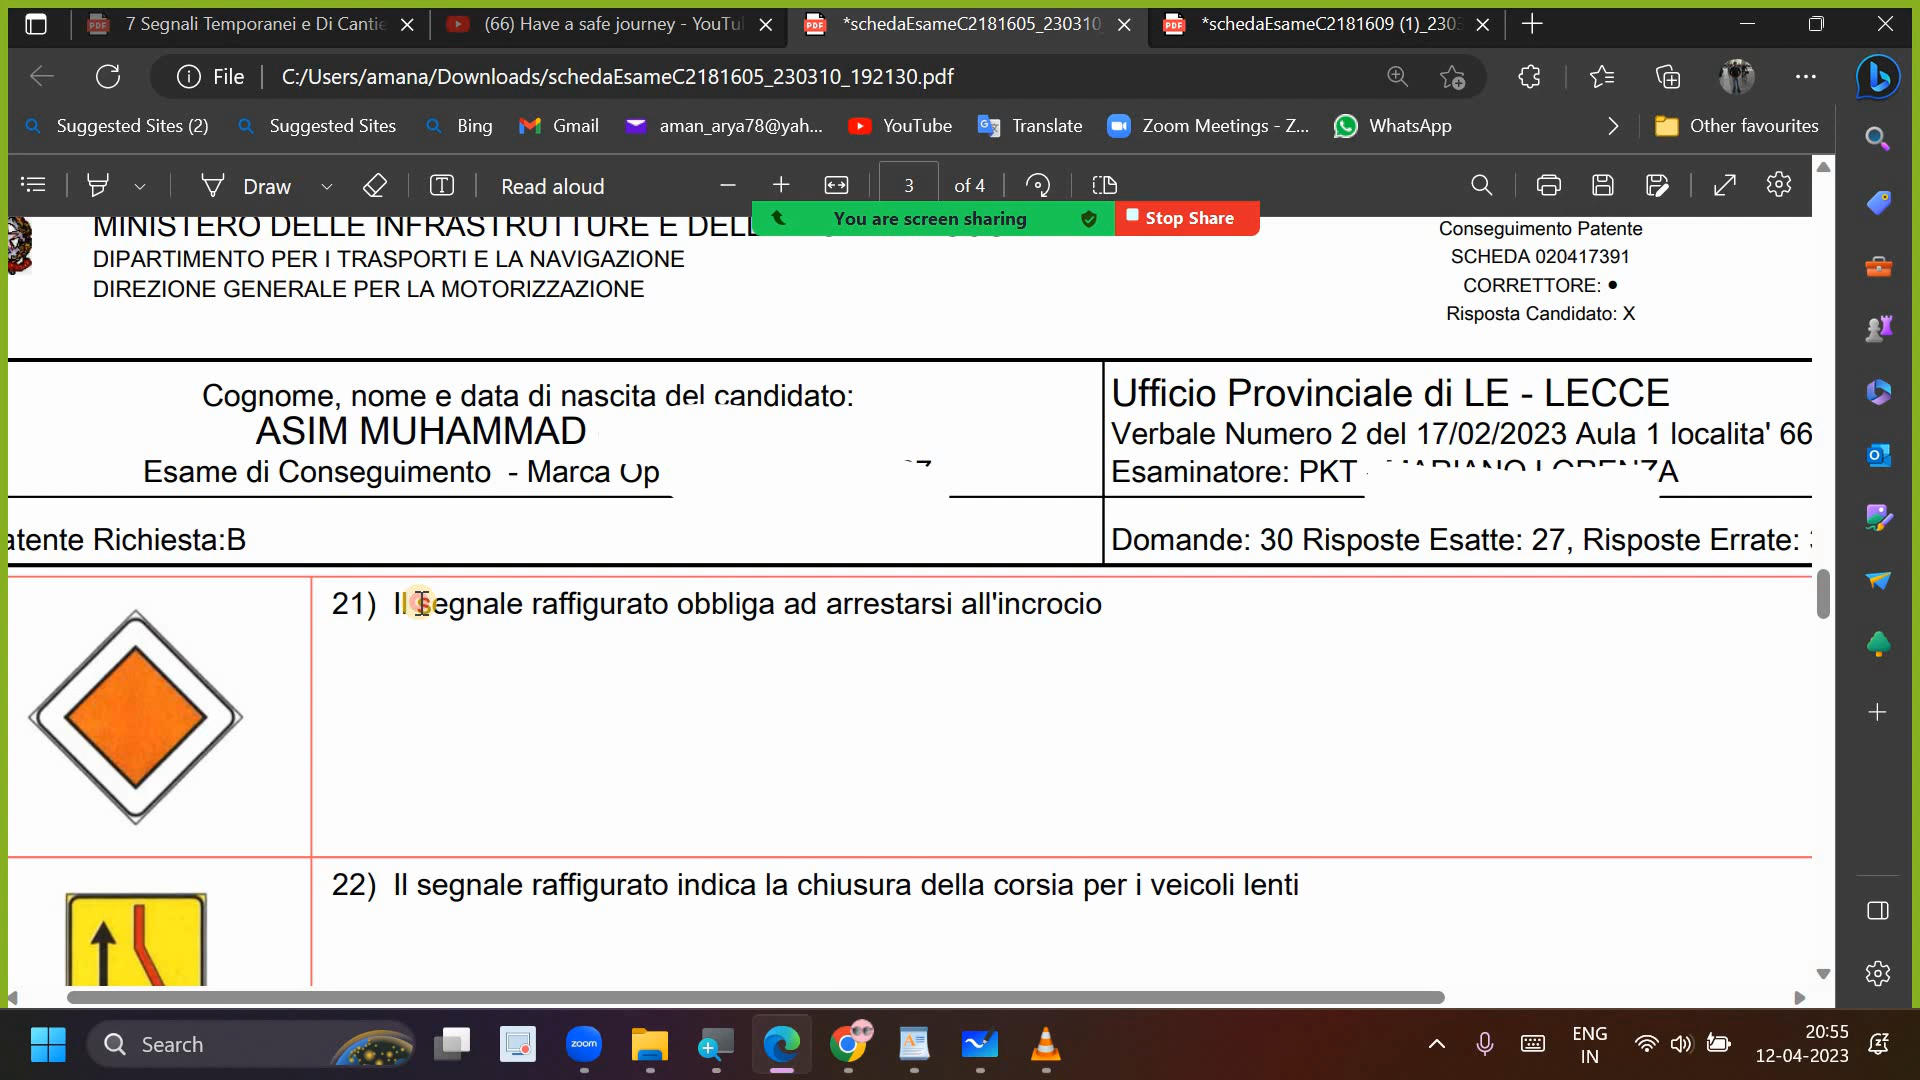 7 Segnali Temporanei e Di Cantie
(66) Have a safe journey - YouTu
*schedaEsameC2181605_230310_
*schedaEsameC2181609 (1)_230
File
C:/Users/amana/Downloads/schedaEsameC2181605_230310_192130.pdf
Suggested Sites (2)
Suggested Sites
Bing
Gmail
aman_arya78@yah...
YouTube
Translate
Zoom Meetings - Z...
WhatsApp
Other favourites
Draw
Read aloud
3
of 4
You are screen sharing
Stop Share
MINISTERO DELLE INFRASTRUTTURE E DELL
DIPARTIMENTO PER I TRASPORTI E LA NAVIGAZIONE
DIREZIONE GENERALE PER LA MOTORIZZAZIONE
Conseguimento Patente
SCHEDA 020417391
CORRETTORE: ●
Risposta Candidato: X
Cognome, nome e data di nascita del candidato:
ASIM MUHAMMAD
Esame di Conseguimento - Marca Op
Ufficio Provinciale di LE - LECCE
Verbale Numero 2 del 17/02/2023 Aula 1 localita' 66
Esaminatore: PKT - MARIANO LORENZA
atente Richiesta:B
Domande: 30 Risposte Esatte: 27, Risposte Errate:
21) Il segnale raffigurato obbliga ad arrestarsi all'incrocio
22) Il segnale raffigurato indica la chiusura della corsia per i veicoli lenti
Search
zoom
ENG
IN
20:55
12-04-2023